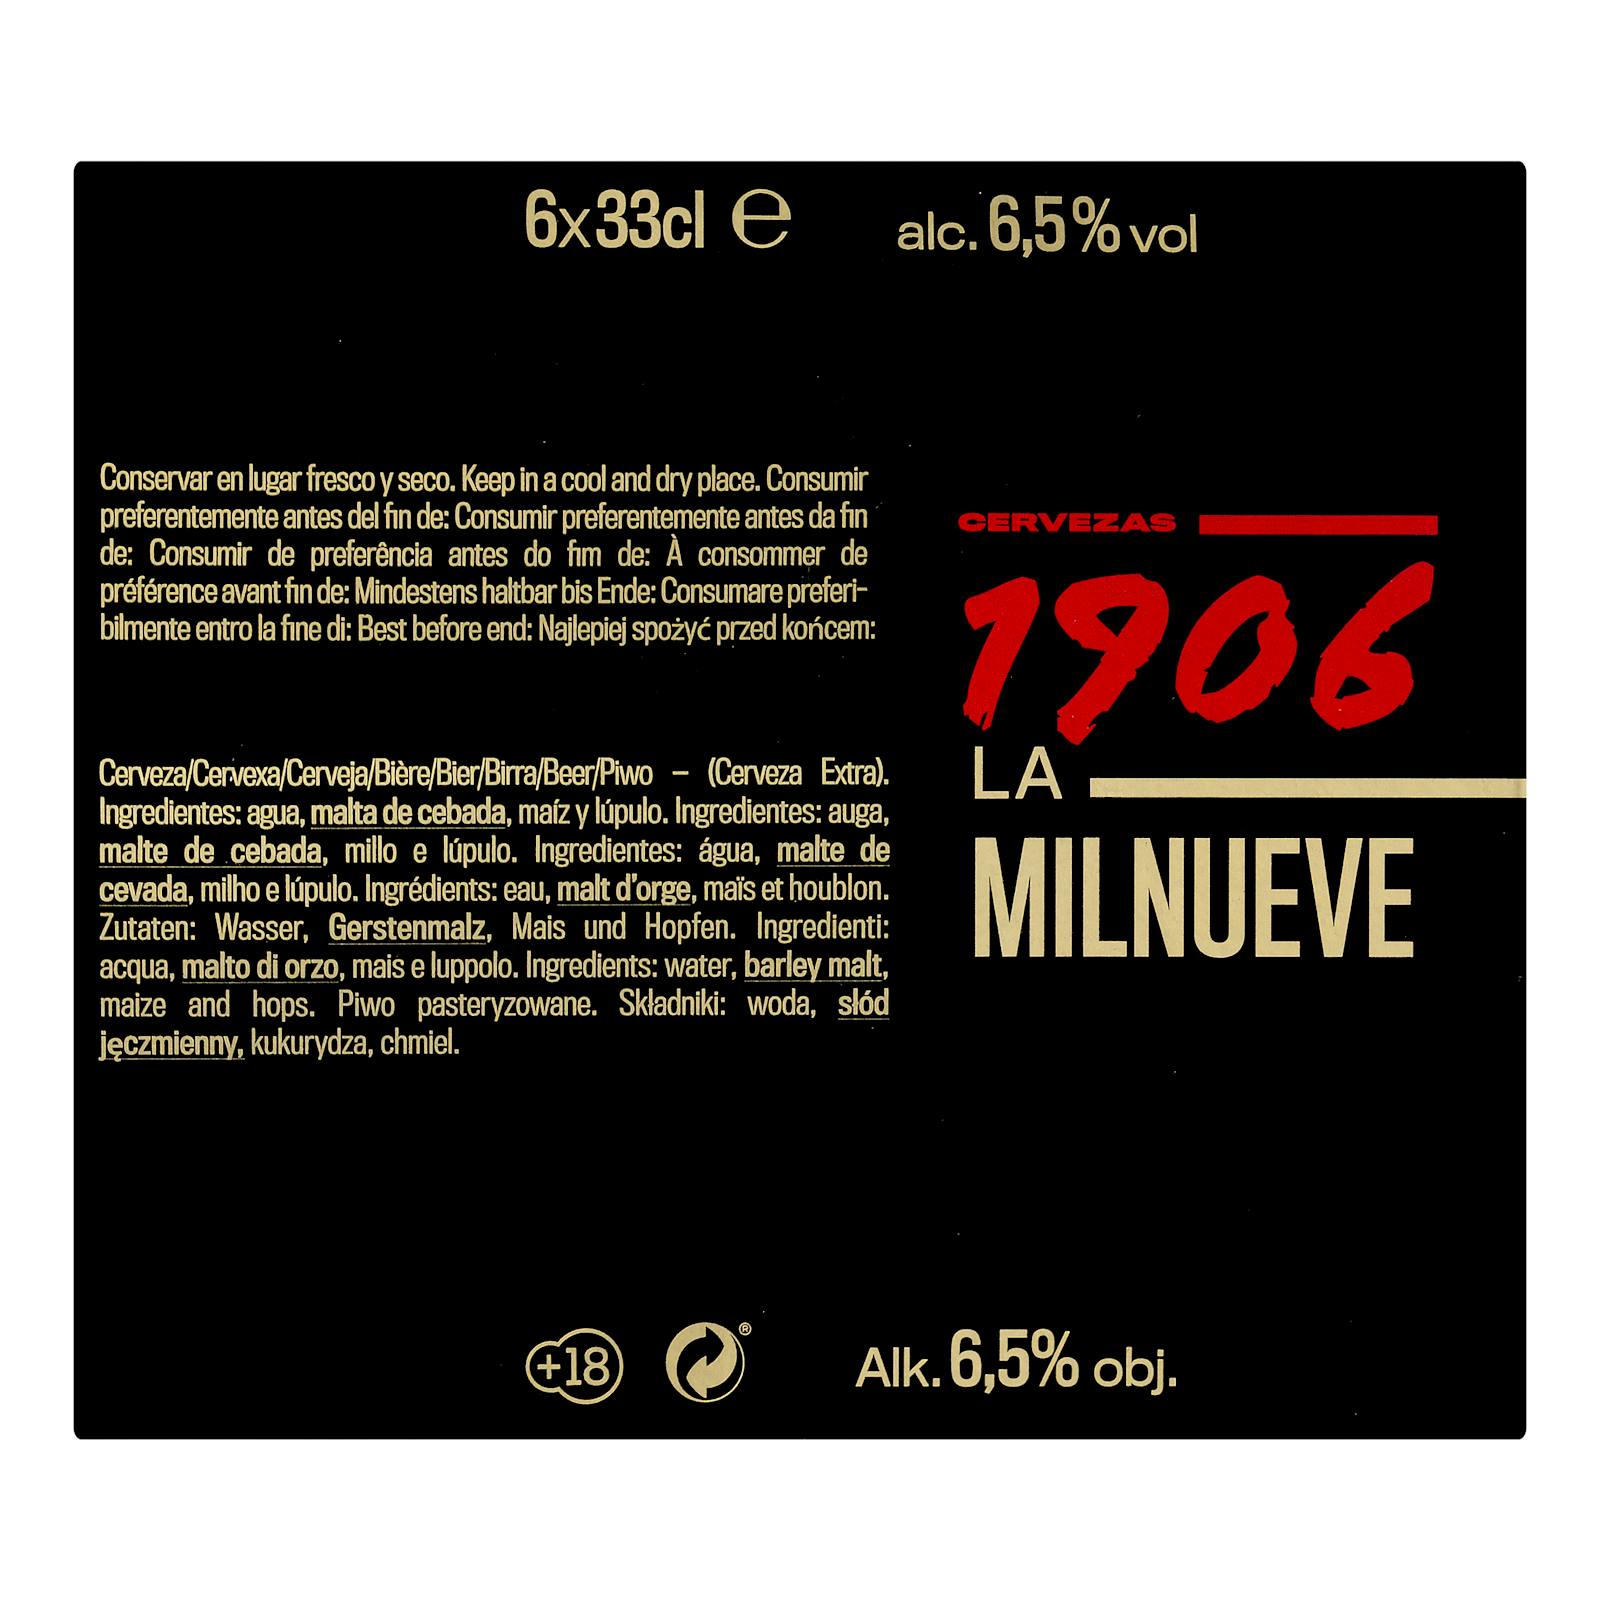 6x33cl ℮ alc. 6,5% vol
Conservar en lugar fresco y seco. Keep in a cool and dry place. Consumir
preferentemente antes del fin de: Consumir preferentemente antes da fin
de: Consumir de preferência antes do fim de: À consommer de
préférence avant fin de: Mindestens haltbar bis Ende: Consumare preferi-
bilmente entro la fine di: Best before end: Najlepiej spożyć przed końcem:
Cerveza/Cervexa/Cerveja/Bière/Bier/Birra/Beer/Piwo – (Cerveza Extra).
Ingredientes: agua, malta de cebada, maíz y lúpulo. Ingredientes: auga,
malte de cebada, millo e lúpulo. Ingredientes: água, malte de
cevada, milho e lúpulo. Ingrédients: eau, malt d'orge, maïs et houblon.
Zutaten: Wasser, Gerstenmalz, Mais und Hopfen. Ingredienti:
acqua, malto di orzo, mais e luppolo. Ingredients: water, barley malt,
maize and hops. Piwo pasteryzowane. Składniki: woda, słód
jęczmienny, kukurydza, chmiel.
CERVEZAS
1906
LA
MILNUEVE
+18 ® Alk. 6,5% obj.